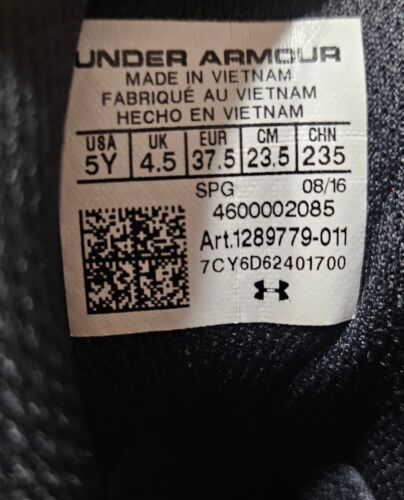 UNDER ARMOUR
MADE IN VIETNAM
FABRIQUÉ AU VIETNAM
HECHO EN VIETNAM
USA UK EUR CM CHN
5Y 4.5 37.5 23.5 235
SPG 08/16
4600002085
Art.1289779-011
7CY6D62401700